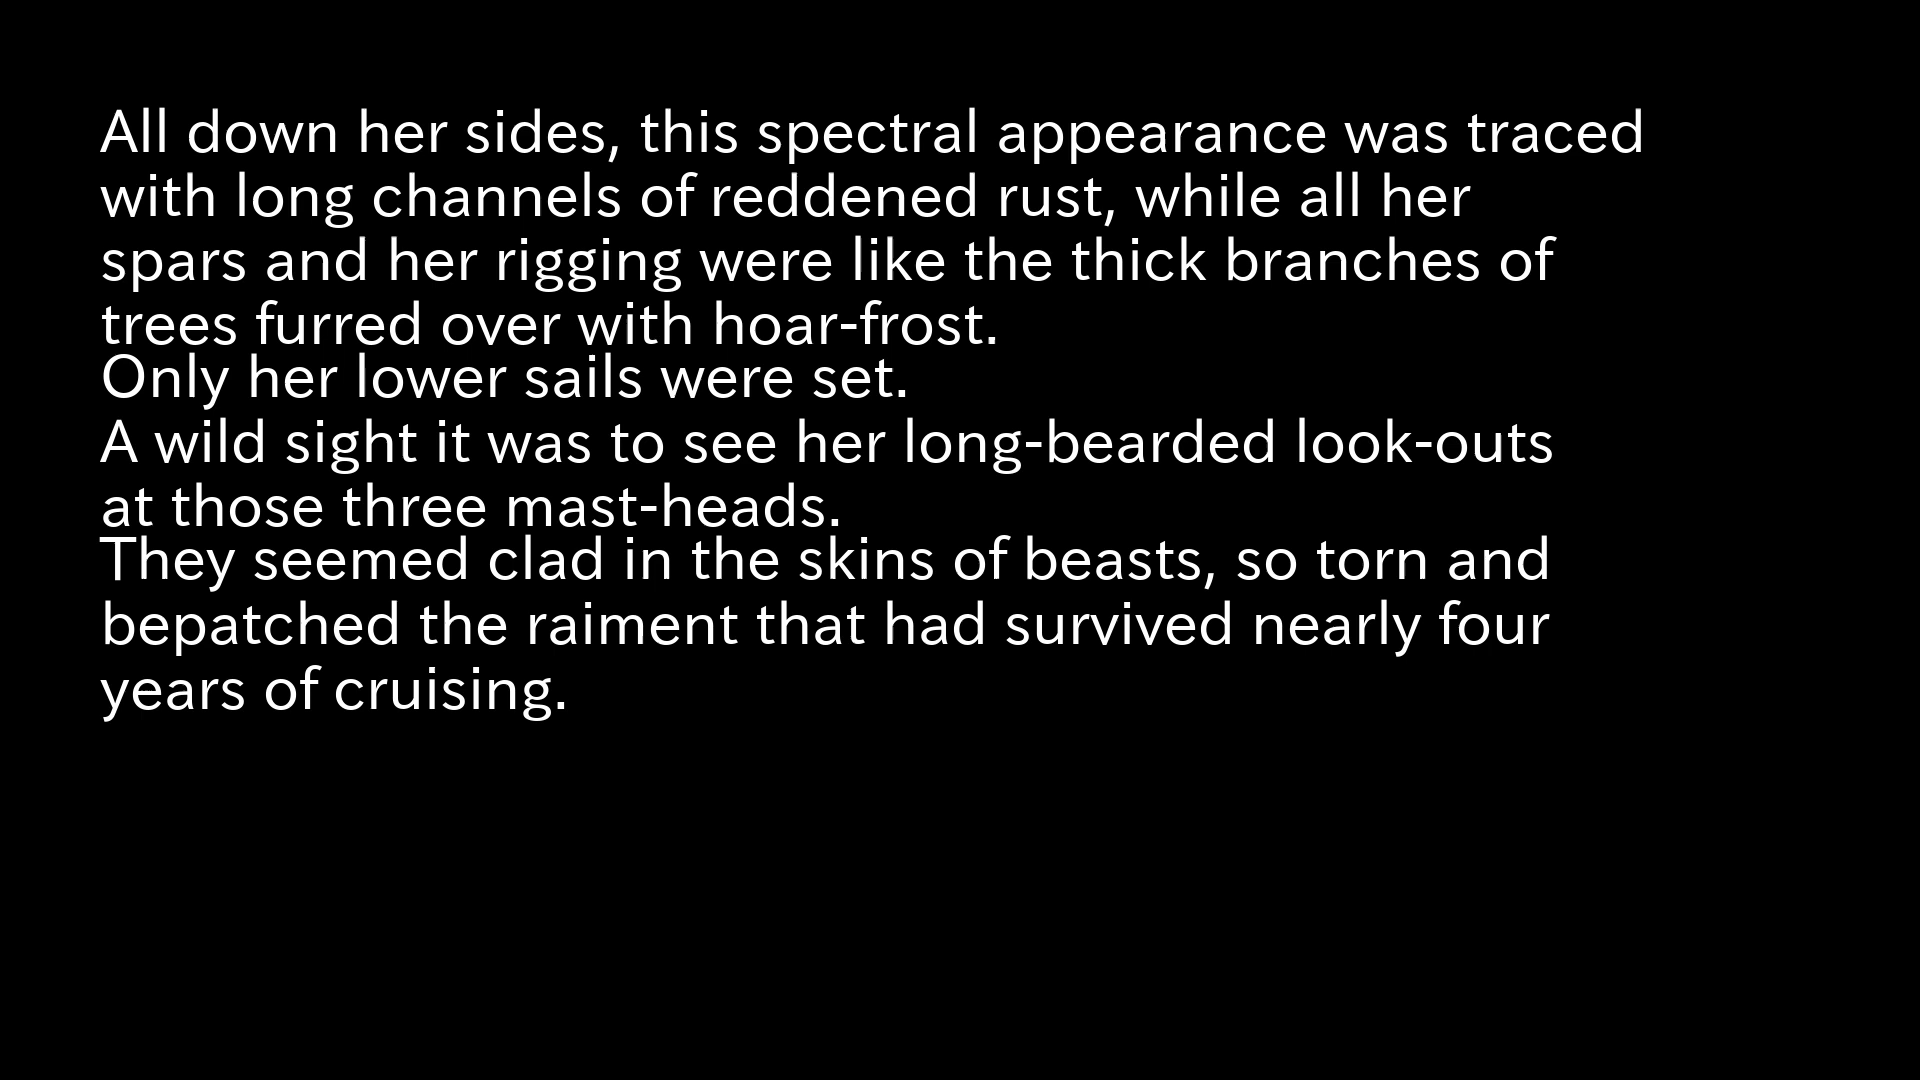 All down her sides, this spectral appearance was traced
with long channels of reddened rust, while all her
spars and her rigging were like the thick branches of
trees furred over with hoar-frost.
Only her lower sails were set.
A wild sight it was to see her long-bearded look-outs
at those three mast-heads.
They seemed clad in the skins of beasts, so torn and
bepatched the raiment that had survived nearly four
years of cruising.